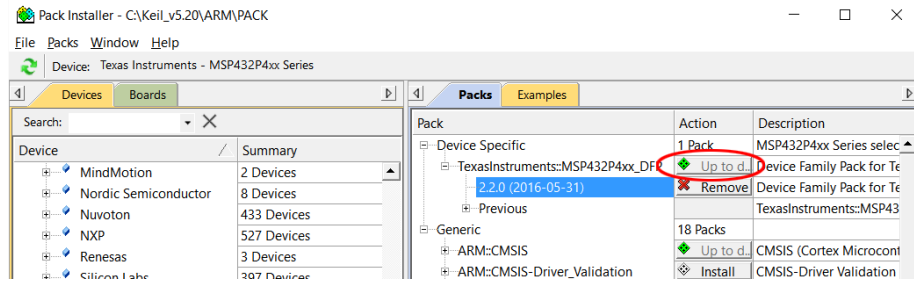 Pack Installer - C:\Keil_v5.20\ARM\PACK
File Packs Window Help
Device: Texas Instruments - MSP432P4xx Series
Devices Boards
Search:
Device Summary
MindMotion 2 Devices
Nordic Semiconductor 8 Devices
Nuvoton 433 Devices
NXP 527 Devices
Renesas 3 Devices
Silicon Labs 397 Devices
Packs Examples
Pack Action Description
Device Specific 1 Pack MSP432P4xx Series selec
TexasInstruments::MSP432P4xx_DFP Up to d... Device Family Pack for Te
2.2.0 (2016-05-31) Remove Device Family Pack for Te
Previous TexasInstruments::MSP43
Generic 18 Packs
ARM::CMSIS Up to d... CMSIS (Cortex Microcont
ARM::CMSIS-Driver_Validation Install CMSIS-Driver Validation